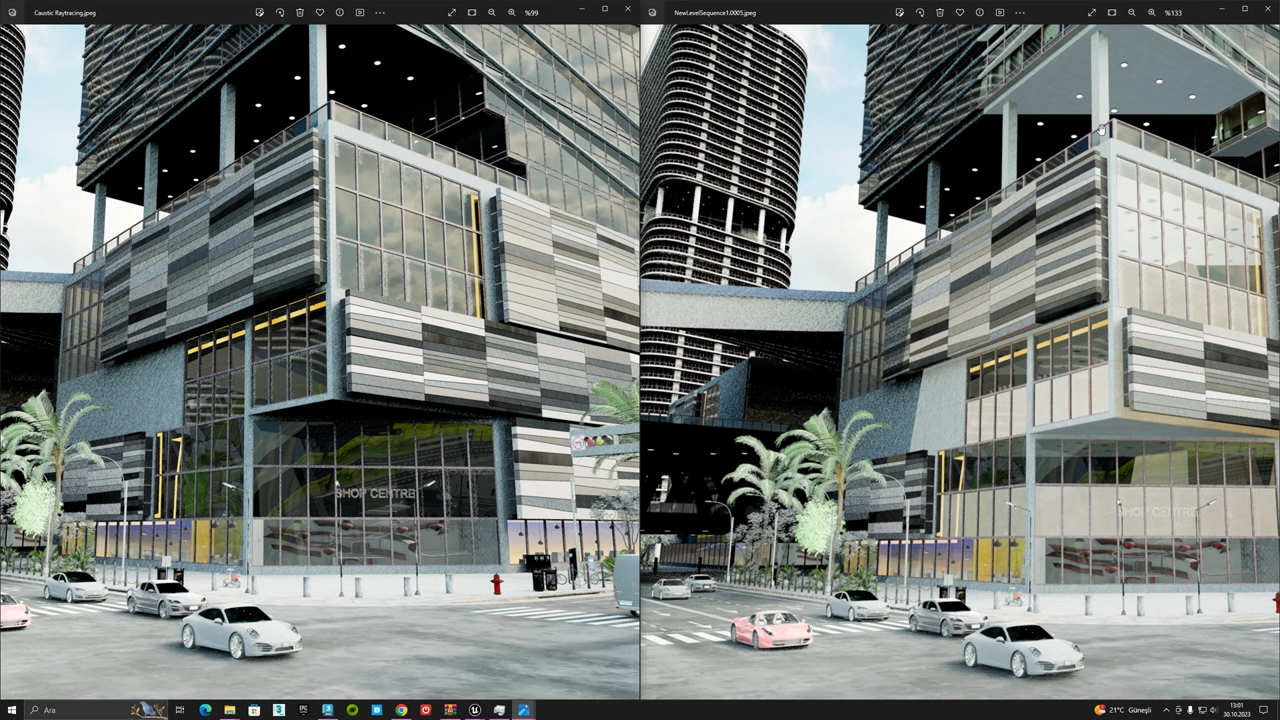 Caustic Raytracing.jpeg
%99
NewLevelSequence1.0005.jpeg
%133
SHOP CENTRE
SHOP CENTRE
Ara
21°C Güneşli
13:01
30.10.2023